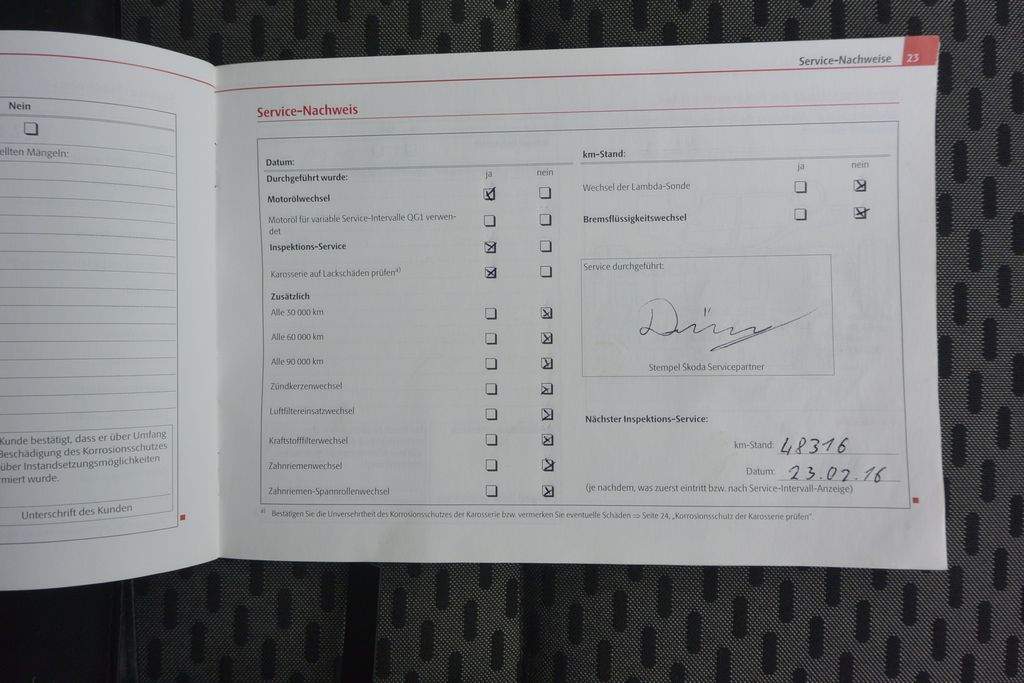 Nein
ellten Mängeln:
Kunde bestätigt, dass er über Umfang
Beschädigung des Korrosionsschutzes
über Instandsetzungsmöglichkeiten
miert wurde.
Unterschrift des Kunden
Service-Nachweise 23
Service-Nachweis
Datum:
Durchgeführt wurde: ja nein
Motorölwechsel
Motoröl für variable Service-Intervalle QG1 verwen-
det
Inspektions-Service
Karosserie auf Lackschäden prüfen a)
Zusätzlich
Alle 30 000 km
Alle 60 000 km
Alle 90 000 km
Zündkerzenwechsel
Luftfiltereinsatzwechsel
Kraftstofffilterwechsel
Zahnriemenwechsel
Zahnriemen-Spannrollenwechsel
km-Stand:
ja nein
Wechsel der Lambda-Sonde
Bremsflüssigkeitswechsel
Service durchgeführt:
Stempel Skoda Servicepartner
Nächster Inspektions-Service:
km-Stand: 48316
Datum: 23.02.16
(je nachdem, was zuerst eintritt bzw. nach Service-Intervall-Anzeige)
a) Bestätigen Sie die Unversehrtheit des Korrosionsschutzes der Karosserie bzw. vermerken Sie eventuelle Schäden ⇒ Seite 24, „Korrosionsschutz der Karosserie prüfen“.